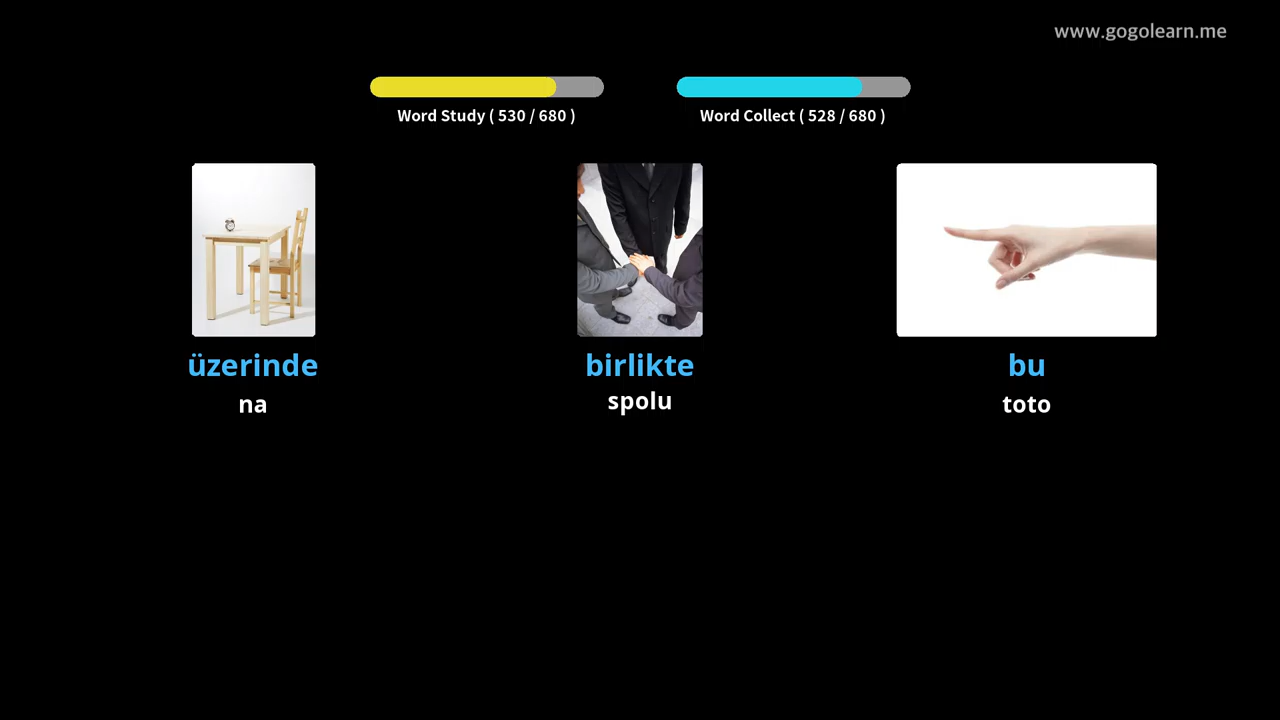 www.gogolearn.me
Word Study ( 530 / 680 )
Word Collect ( 528 / 680 )
üzerinde
na
birlikte
spolu
bu
toto